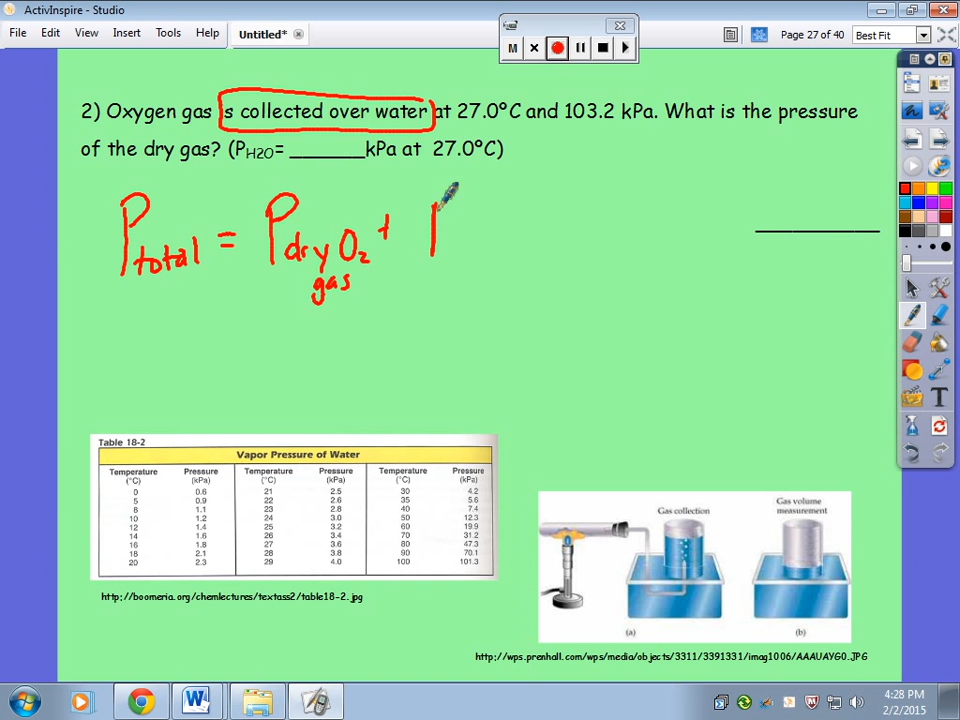 ActivInspire - Studio
File Edit View Insert Tools Help Untitled* Page 27 of 40 Best Fit
M
2) Oxygen gas is collected over water at 27.0°C and 103.2 kPa. What is the pressure
of the dry gas? (PH2O= ______kPa at 27.0°C)
Ptotal = Pdry O2 +
gas
Table 18-2
Vapor Pressure of Water
Temperature Pressure Temperature Pressure Temperature Pressure
(°C) (kPa) (°C) (kPa) (°C) (kPa)
0 0.6 21 2.5 30 4.2
5 0.9 22 2.6 35 5.6
8 1.1 23 2.8 40 7.4
10 1.2 24 3.0 50 12.3
12 1.4 25 3.2 60 19.9
14 1.6 26 3.4 70 31.2
16 1.8 27 3.6 80 47.3
18 2.1 28 3.8 90 70.1
20 2.3 29 4.0 100 101.3
http://boomeria.org/chemlectures/textass2/table18-2.jpg
Gas collection
Gas volume
measurement
(a) (b)
http://wps.prenhall.com/wps/media/objects/3311/3391331/imag1006/AAAUAYG0.JPG
4:28 PM
2/2/2015